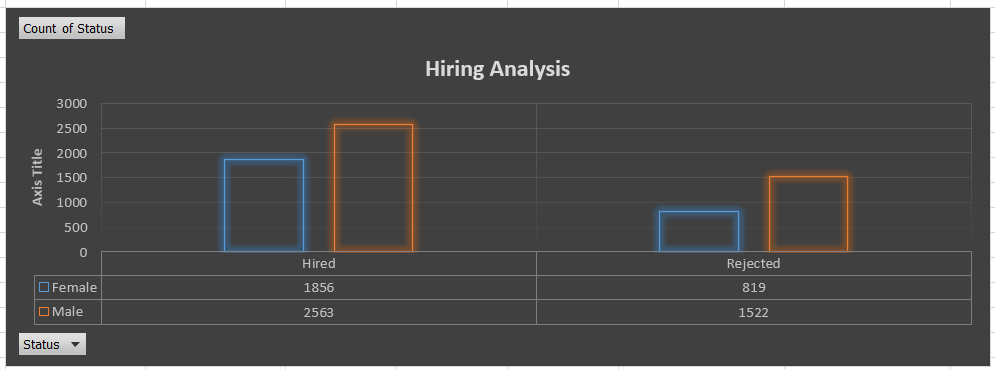 Count of Status
Hiring Analysis
Axis Title
3000
2500
2000
1500
1000
500
0
Hired Rejected
Female 1856 819
Male 2563 1522
Status